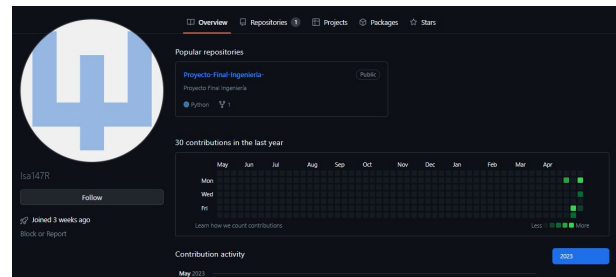 Overview Repositories 1 Projects Packages Stars
Popular repositories
Proyecto-Final-Ingenieria- Public
Proyecto Final Ingenieria
Python 1
Isa147R
Follow
Joined 3 weeks ago
Block or Report
30 contributions in the last year
May Jun Jul Aug Sep Oct Nov Dec Jan Feb Mar Apr
Mon
Wed
Fri
Learn how we count contributions Less More
Contribution activity 2023
May 2023